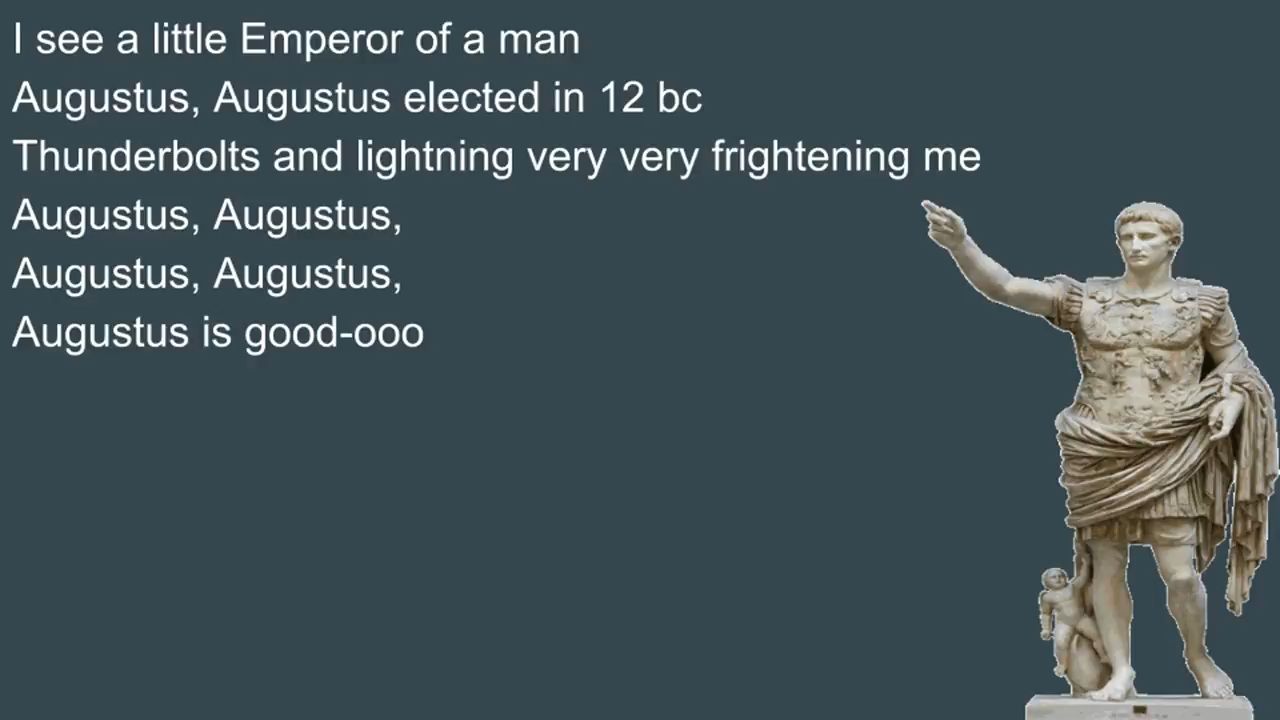 I see a little Emperor of a man
Augustus, Augustus elected in 12 bc
Thunderbolts and lightning very very frightening me
Augustus, Augustus,
Augustus, Augustus,
Augustus is good-ooo